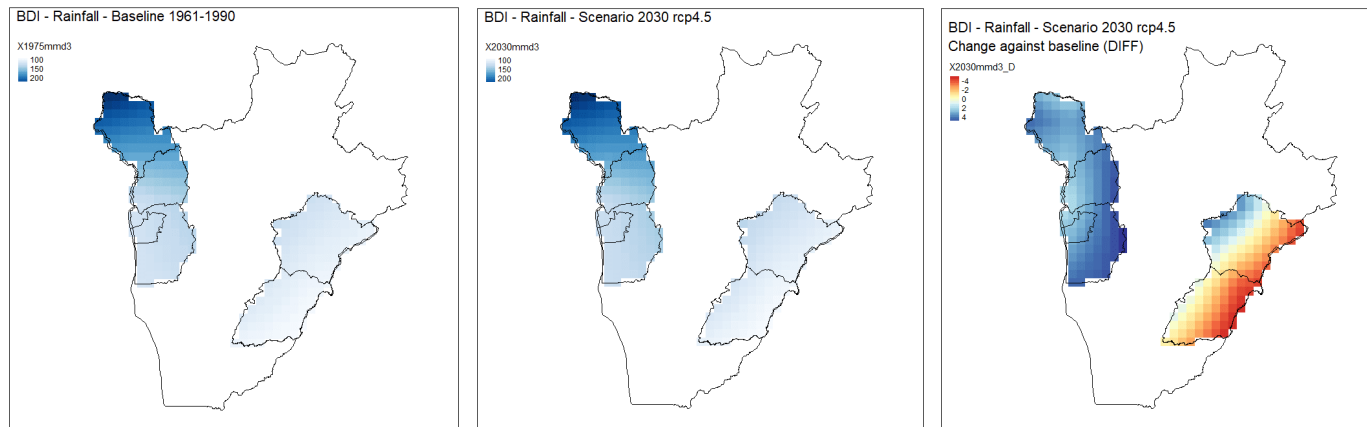 BDI - Rainfall - Baseline 1961-1990
X1975mmd3
100
150
200
BDI - Rainfall - Scenario 2030 rcp4.5
X2030mmd3
100
150
200
BDI - Rainfall - Scenario 2030 rcp4.5
Change against baseline (DIFF)
X2030mmd3_D
-4
-2
0
2
4